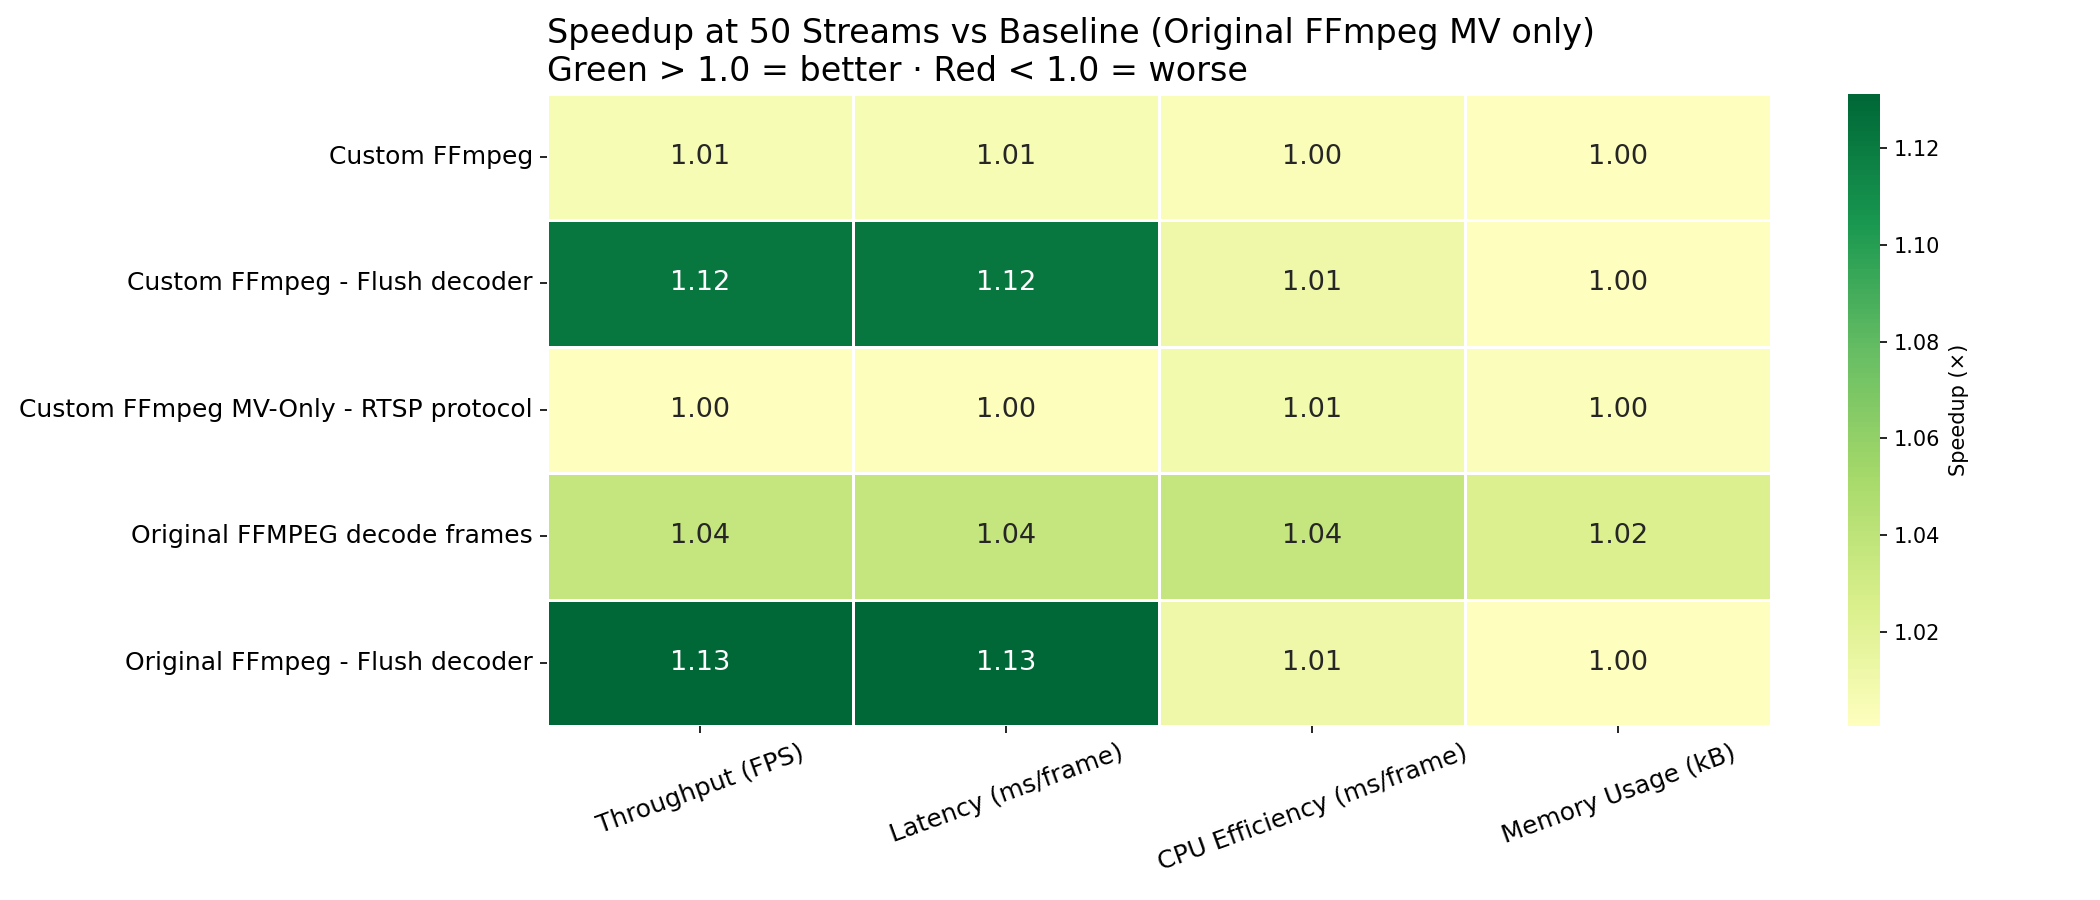 Speedup at 50 Streams vs Baseline (Original FFmpeg MV only)
Green > 1.0 = better · Red < 1.0 = worse
Custom FFmpeg
1.01
1.01
1.00
1.00
Custom FFmpeg - Flush decoder
1.12
1.12
1.01
1.00
Custom FFmpeg MV-Only - RTSP protocol
1.00
1.00
1.01
1.00
Original FFMPEG decode frames
1.04
1.04
1.04
1.02
Original FFmpeg - Flush decoder
1.13
1.13
1.01
1.00
Throughput (FPS)
Latency (ms/frame)
CPU Efficiency (ms/frame)
Memory Usage (kB)
1.12
1.10
1.08
1.06
1.04
1.02
Speedup (×)